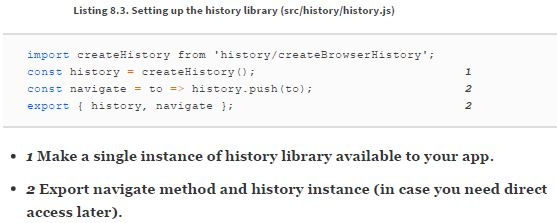 Listing 8.3. Setting up the history library (src/history/history.js)
import createHistory from 'history/createBrowserHistory';
const history = createHistory(); 1
const navigate = to => history.push(to); 2
export { history, navigate }; 2
• 1 Make a single instance of history library available to your app.
• 2 Export navigate method and history instance (in case you need direct
access later).